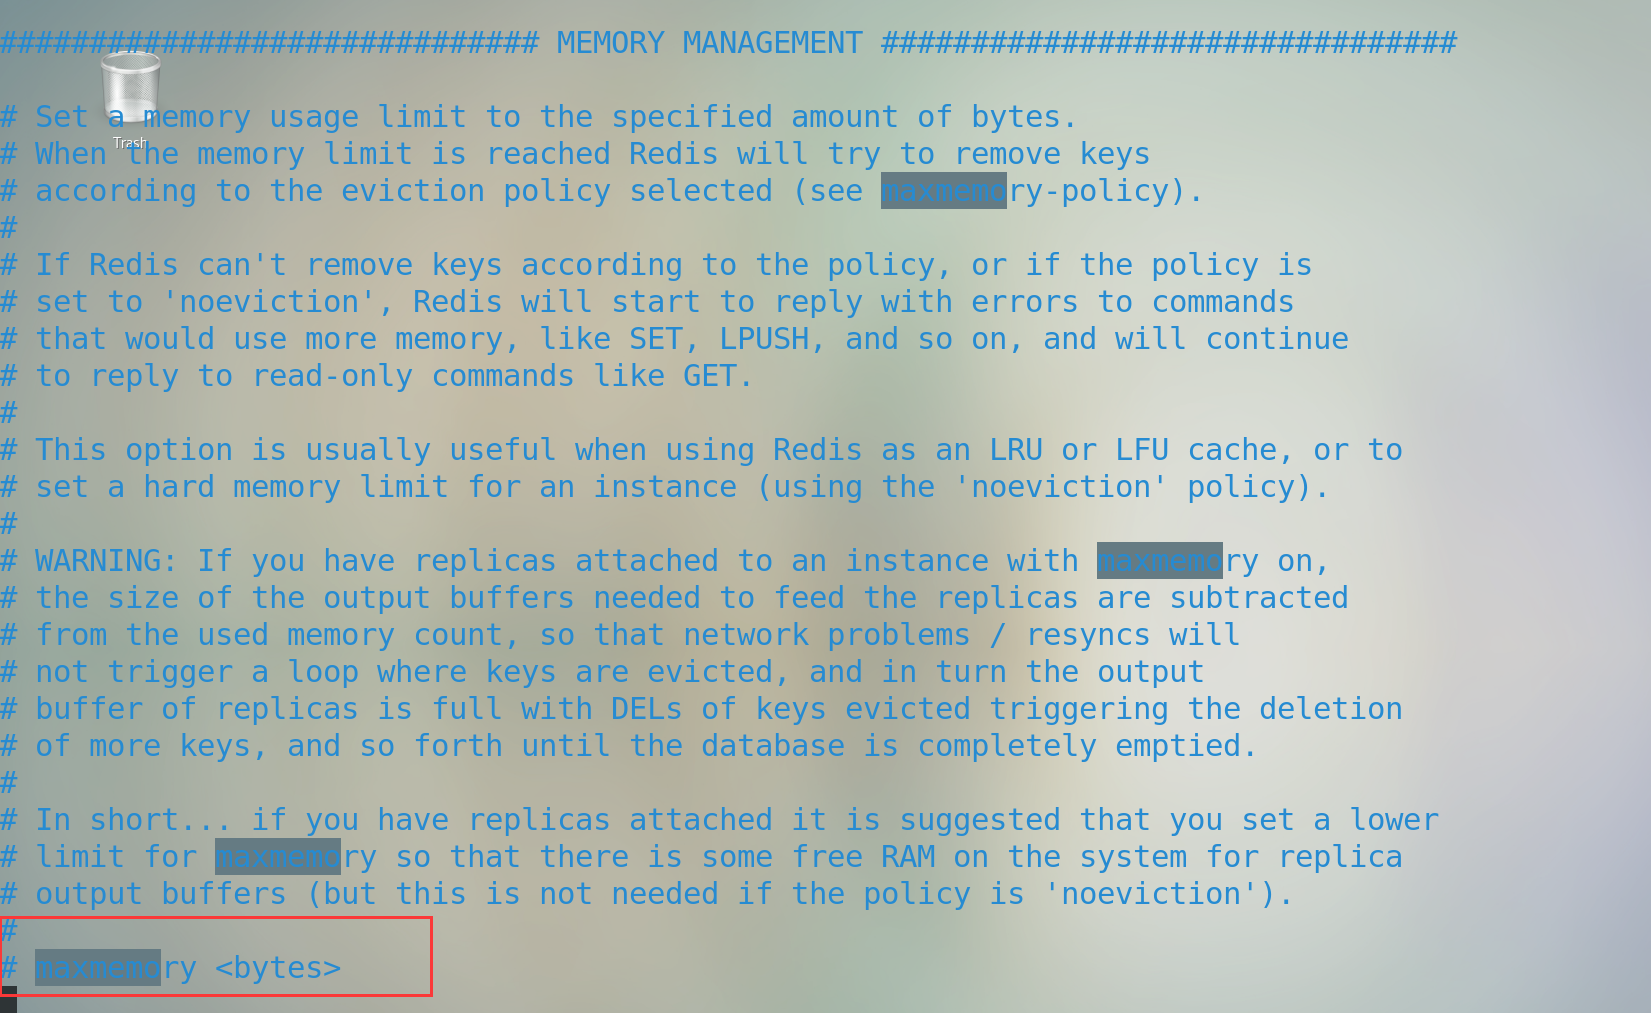 ############################## MEMORY MANAGEMENT ################################
Trash
# Set a memory usage limit to the specified amount of bytes.
# When the memory limit is reached Redis will try to remove keys
# according to the eviction policy selected (see maxmemory-policy).
#
# If Redis can't remove keys according to the policy, or if the policy is
# set to 'noeviction', Redis will start to reply with errors to commands
# that would use more memory, like SET, LPUSH, and so on, and will continue
# to reply to read-only commands like GET.
#
# This option is usually useful when using Redis as an LRU or LFU cache, or to
# set a hard memory limit for an instance (using the 'noeviction' policy).
#
# WARNING: If you have replicas attached to an instance with maxmemory on,
# the size of the output buffers needed to feed the replicas are subtracted
# from the used memory count, so that network problems / resyncs will
# not trigger a loop where keys are evicted, and in turn the output
# buffer of replicas is full with DELs of keys evicted triggering the deletion
# of more keys, and so forth until the database is completely emptied.
#
# In short... if you have replicas attached it is suggested that you set a lower
# limit for maxmemory so that there is some free RAM on the system for replica
# output buffers (but this is not needed if the policy is 'noeviction').
#
# maxmemory <bytes>